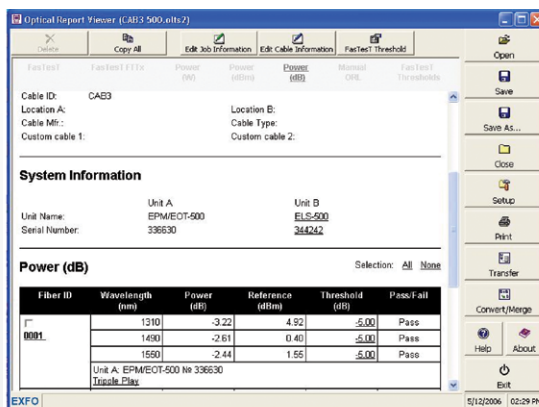 Optical Report Viewer (CAB3 500.olts2)
Delete Copy All Edit Job Information Edit Cable Information FasTesT Threshold
FasTesT FasTesT FTTx Power (W) Power (dBm) Power (dB) Manual ORL FasTesT Thresholds
Cable ID: CAB3
Location A: Location B:
Cable Mfr.: Cable Type:
Custom cable 1: Custom cable 2:
System Information
Unit A Unit B
Unit Name: EPM/EOT-500 ELS-500
Serial Number: 336630 344242
Power (dB) Selection: All None
Fiber ID Wavelength (nm) Power (dB) Reference (dBm) Threshold (dB) Pass/Fail
0001 1310 -3.22 4.92 -5.00 Pass
1490 -2.61 0.40 -5.00 Pass
1550 -2.44 1.55 -5.00 Pass
Unit A: EPM/EOT-500 № 336630
Tripple Play
Open
Save
Save As...
Close
Setup
Print
Transfer
Convert/Merge
Help About
Exit
EXFO 5/12/2006 02:29 PM